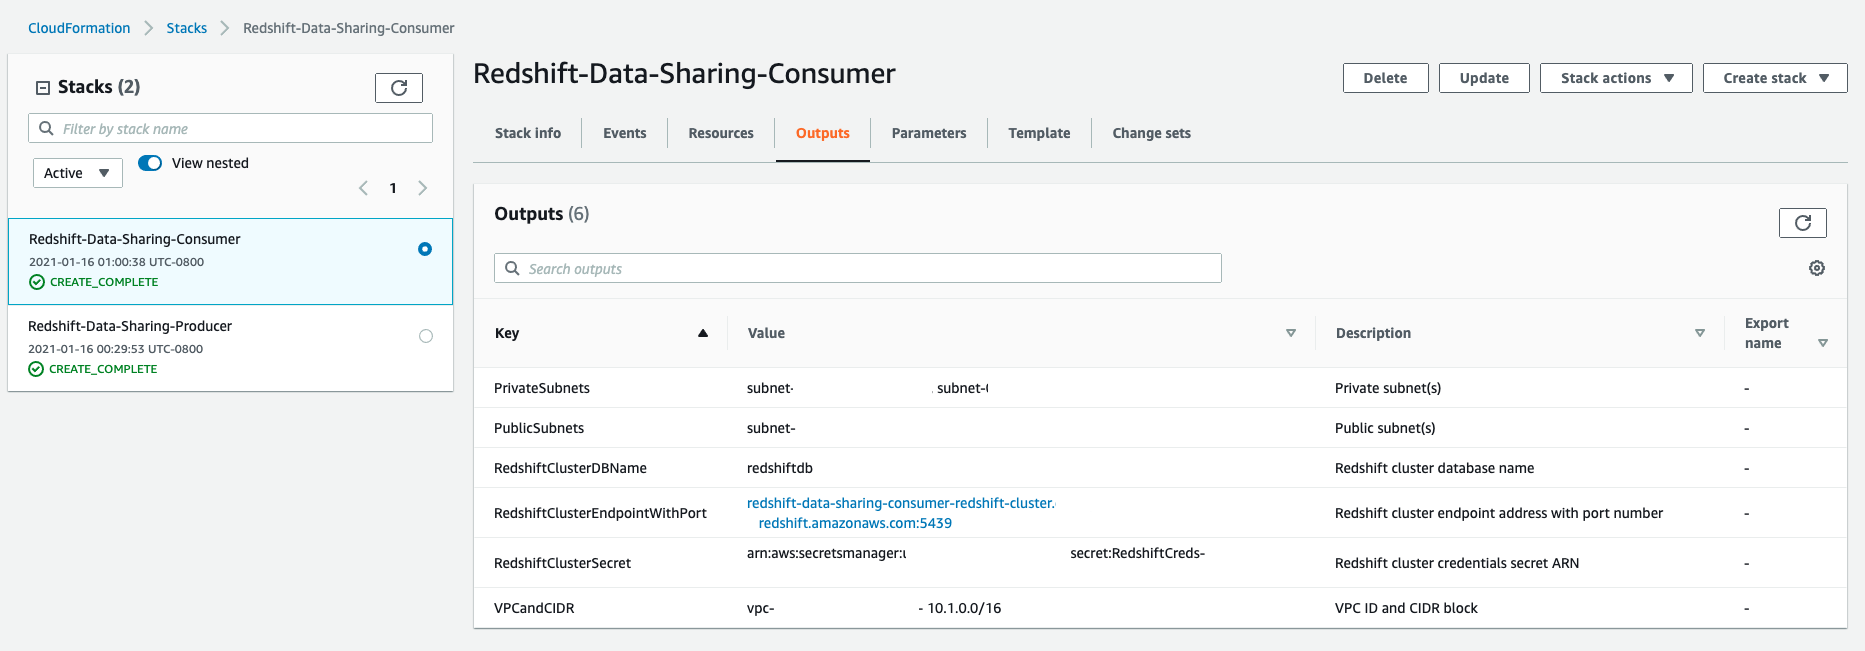 CloudFormation > Stacks > Redshift-Data-Sharing-Consumer
Stacks (2)
Filter by stack name
Active
View nested
1
Redshift-Data-Sharing-Consumer
2021-01-16 01:00:38 UTC-0800
CREATE_COMPLETE
Redshift-Data-Sharing-Producer
2021-01-16 00:29:53 UTC-0800
CREATE_COMPLETE
Redshift-Data-Sharing-Consumer
Delete
Update
Stack actions
Create stack
Stack info
Events
Resources
Outputs
Parameters
Template
Change sets
Outputs (6)
Search outputs
Key Value Description Export name
PrivateSubnets subnet- subnet- Private subnet(s) -
PublicSubnets subnet- Public subnet(s) -
RedshiftClusterDBName redshiftdb Redshift cluster database name -
RedshiftClusterEndpointWithPort redshift-data-sharing-consumer-redshift-cluster. redshift.amazonaws.com:5439 Redshift cluster endpoint address with port number -
RedshiftClusterSecret arn:aws:secretsmanager: secret:RedshiftCreds- Redshift cluster credentials secret ARN -
VPCandCIDR vpc- - 10.1.0.0/16 VPC ID and CIDR block -